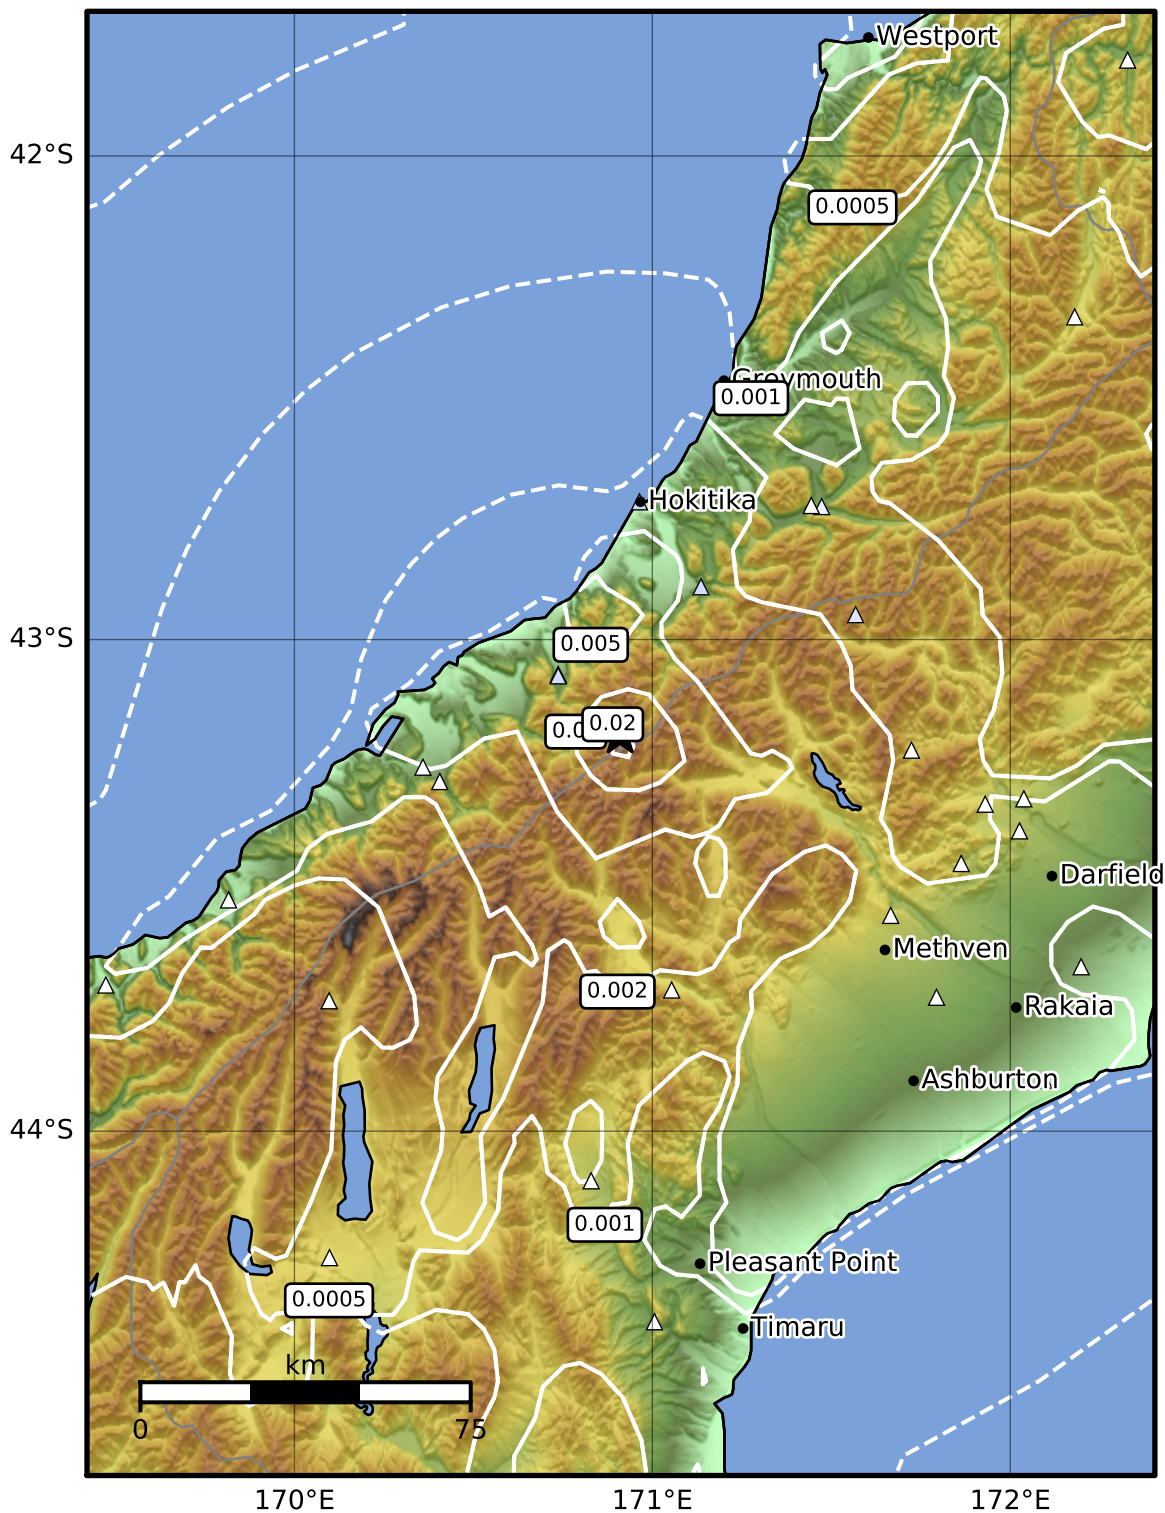 Westport
42°S
0.0005
Greymouth
0.001
Hokitika
43°S
0.005
0.02
Darfield
Methven
0.002
Rakaia
Ashburton
44°S
0.001
Pleasant Point
0.0005
Timaru
km
0 75
170°E 171°E 172°E